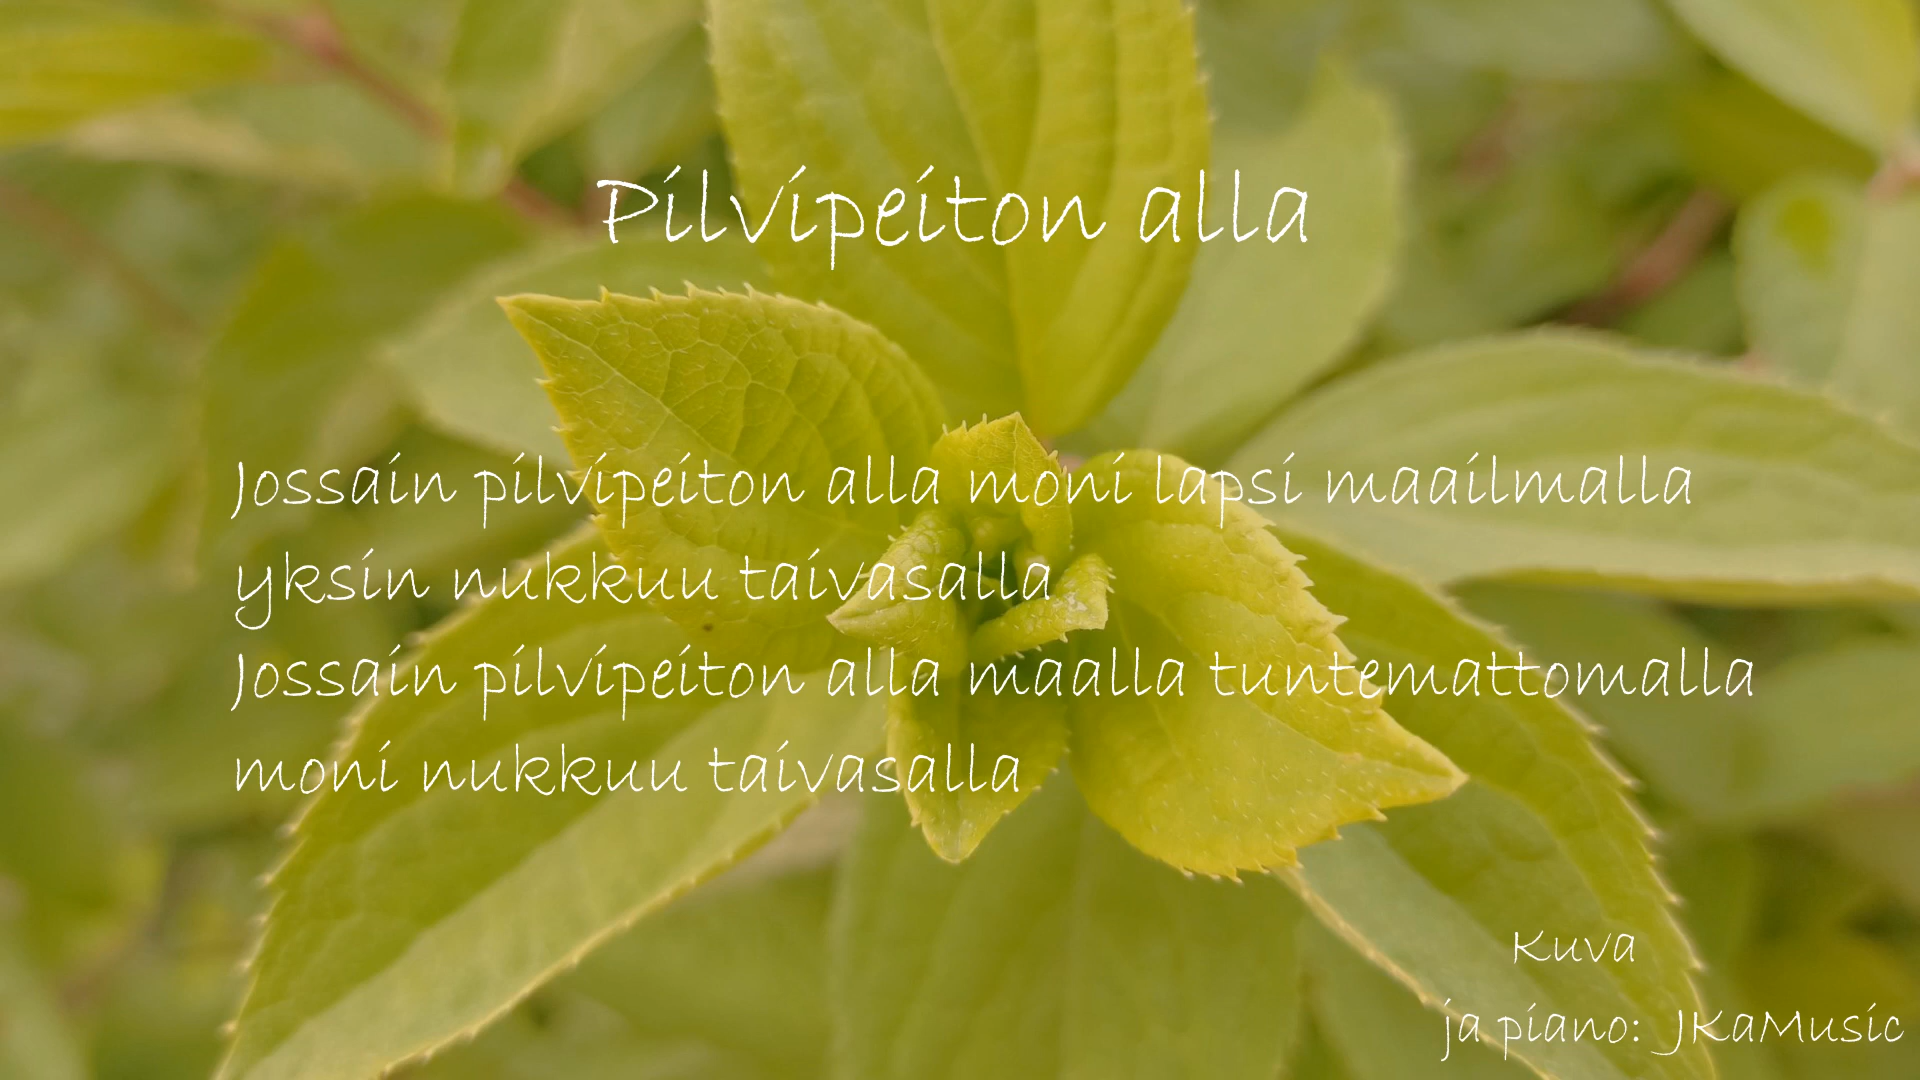 Pilvipeiton alla
Jossain pilvipeiton alla moni lapsi maailmalla
yksin nukkuu taivasalla
Jossain pilvipeiton alla maalla tuntemattomalla
moni nukkuu taivasalla
Kuva
ja piano: JKaMusic